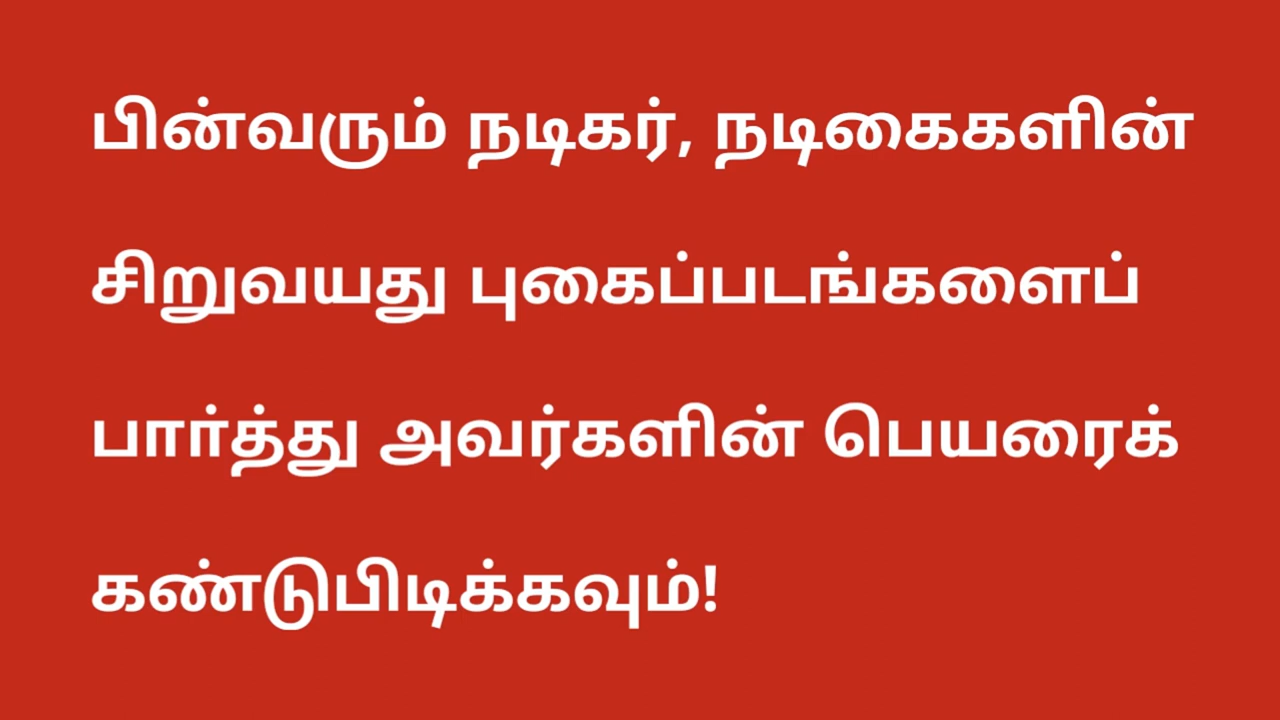 பின்வரும் நடிகர், நடிகைகளின்
சிறுவயது புகைப்படங்களைப்
பார்த்து அவர்களின் பெயரைக்
கண்டுபிடிக்கவும்!